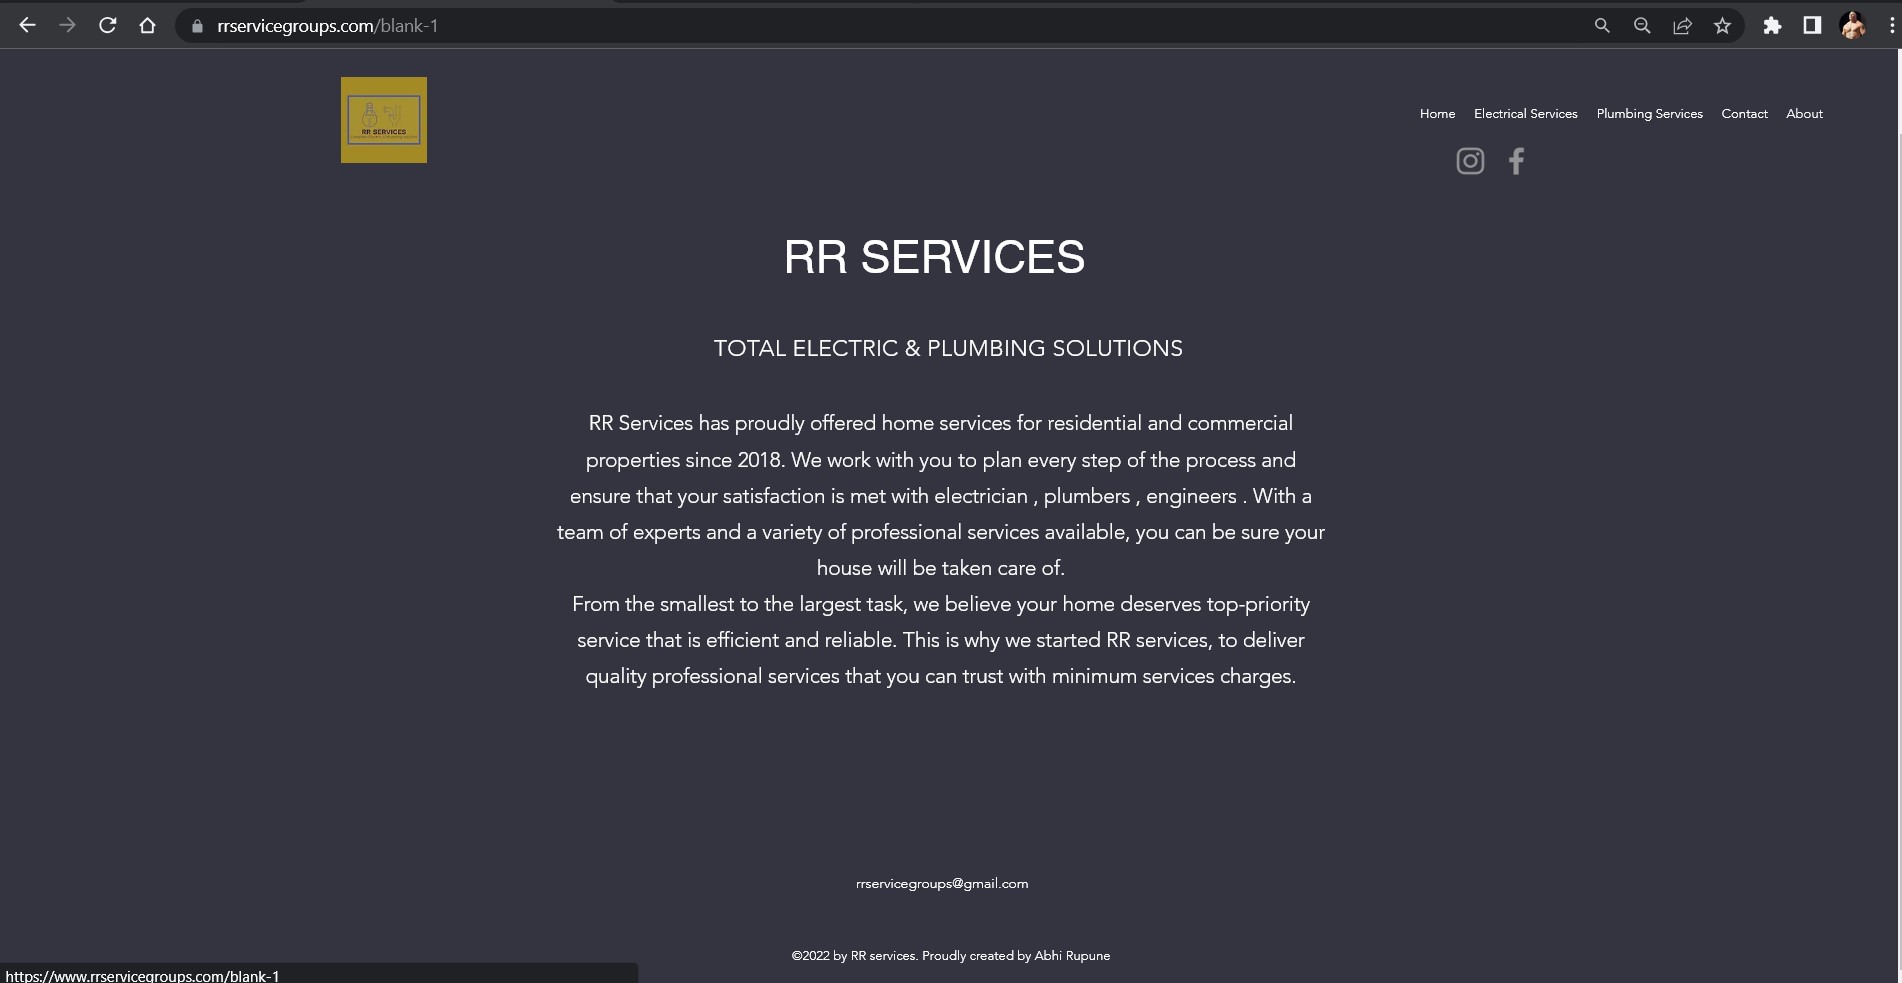 rrservicegroups.com/blank-1
RR SERVICES
Home Electrical Services Plumbing Services Contact About
RR SERVICES
TOTAL ELECTRIC & PLUMBING SOLUTIONS
RR Services has proudly offered home services for residential and commercial
properties since 2018. We work with you to plan every step of the process and
ensure that your satisfaction is met with electrician , plumbers , engineers . With a
team of experts and a variety of professional services available, you can be sure your
house will be taken care of.
From the smallest to the largest task, we believe your home deserves top-priority
service that is efficient and reliable. This is why we started RR services, to deliver
quality professional services that you can trust with minimum services charges.
rrservicegroups@gmail.com
©2022 by RR services. Proudly created by Abhi Rupune
https://www.rrservicegroups.com/blank-1